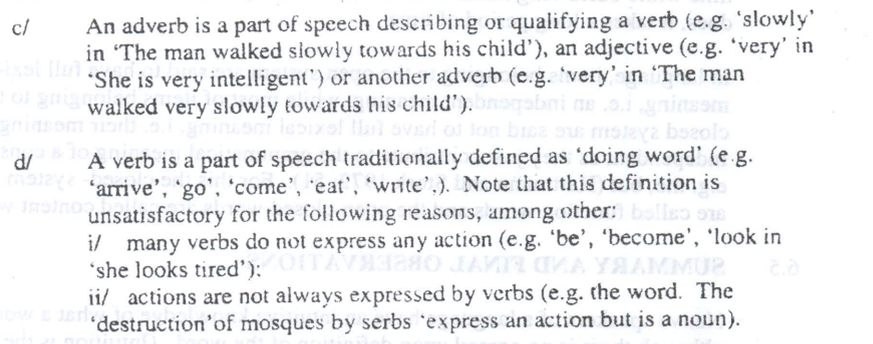 c/ An adverb is a part of speech describing or qualifying a verb (e.g. 'slowly'
in 'The man walked slowly towards his child'), an adjective (e.g. 'very' in
'She is very intelligent') or another adverb (e.g. 'very' in 'The man
walked very slowly towards his child').
d/ A verb is a part of speech traditionally defined as 'doing word' (e.g.
'arrive', 'go', 'come', 'eat', 'write'.). Note that this definition is
unsatisfactory for the following reasons, among other:
i/ many verbs do not express any action (e.g. 'be', 'become', 'look in
'she looks tired'):
ii/ actions are not always expressed by verbs (e.g. the word. The
'destruction' of mosques by serbs 'express an action but is a noun).